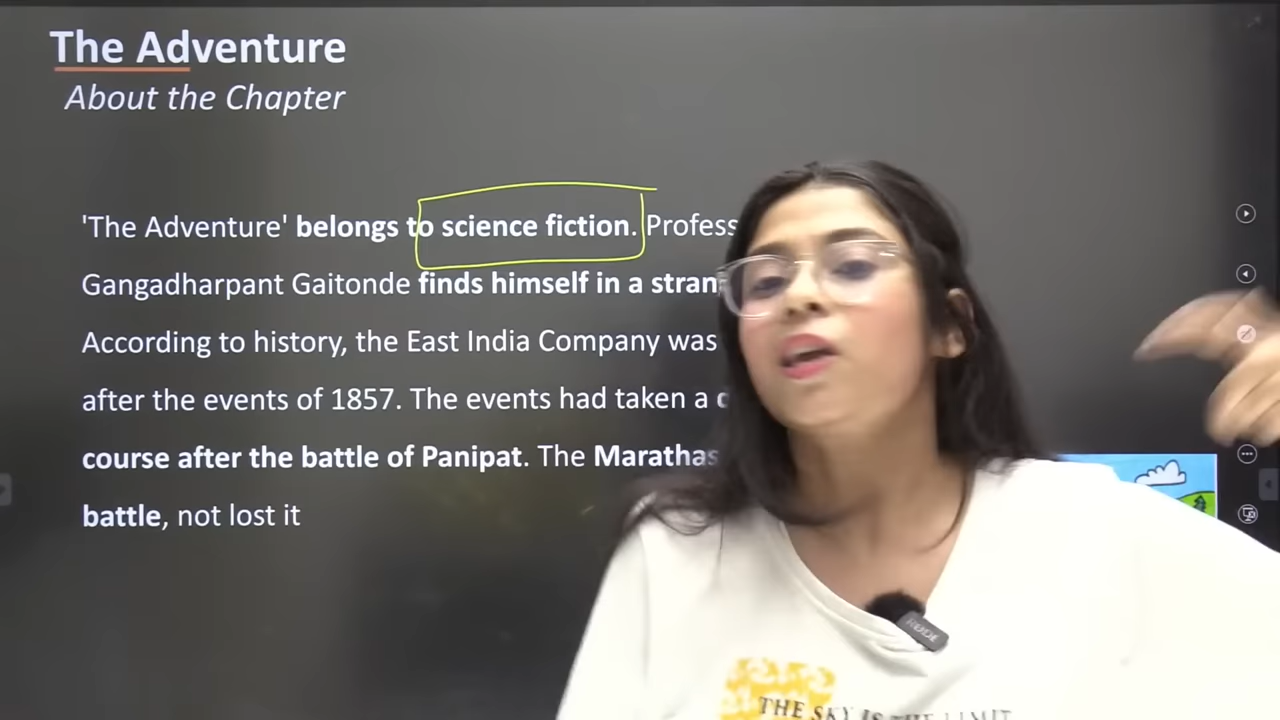 The Adventure
About the Chapter
'The Adventure' belongs to science fiction.
Gangadharpant Gaitonde finds himself in a
According to history, the East India Company was
after the events of 1857. The events had taken a
course after the battle of Panipat. The Marathas
battle, not lost it
RODE
THE SKY IS THE LIMIT